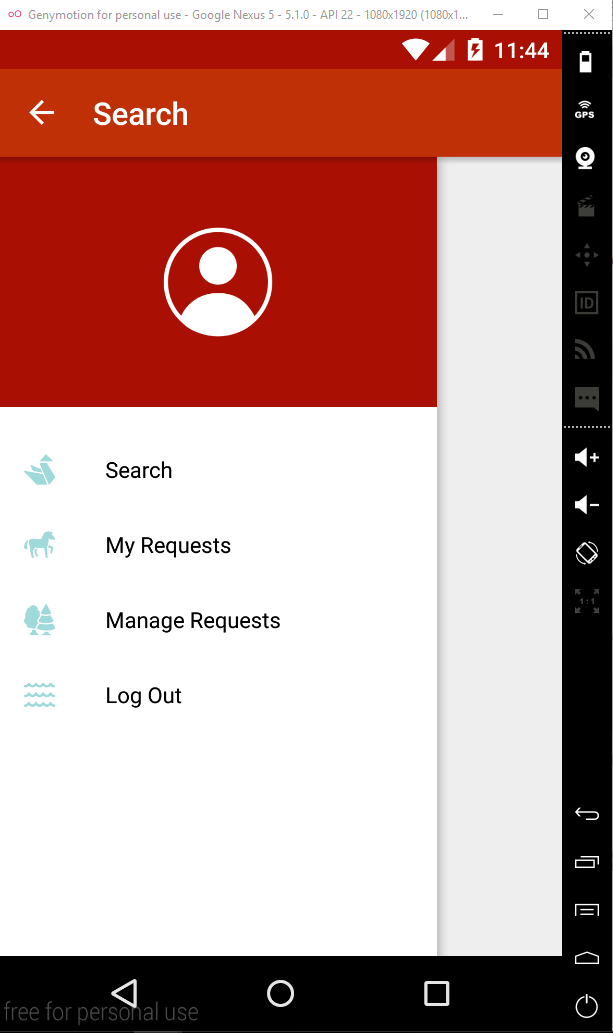 Genymotion for personal use - Google Nexus 5 - 5.1.0 - API 22 - 1080x1920 (1080x1...
11:44
Search
GPS
ID
Search
My Requests
1:1
Manage Requests
Log Out
free for personal use